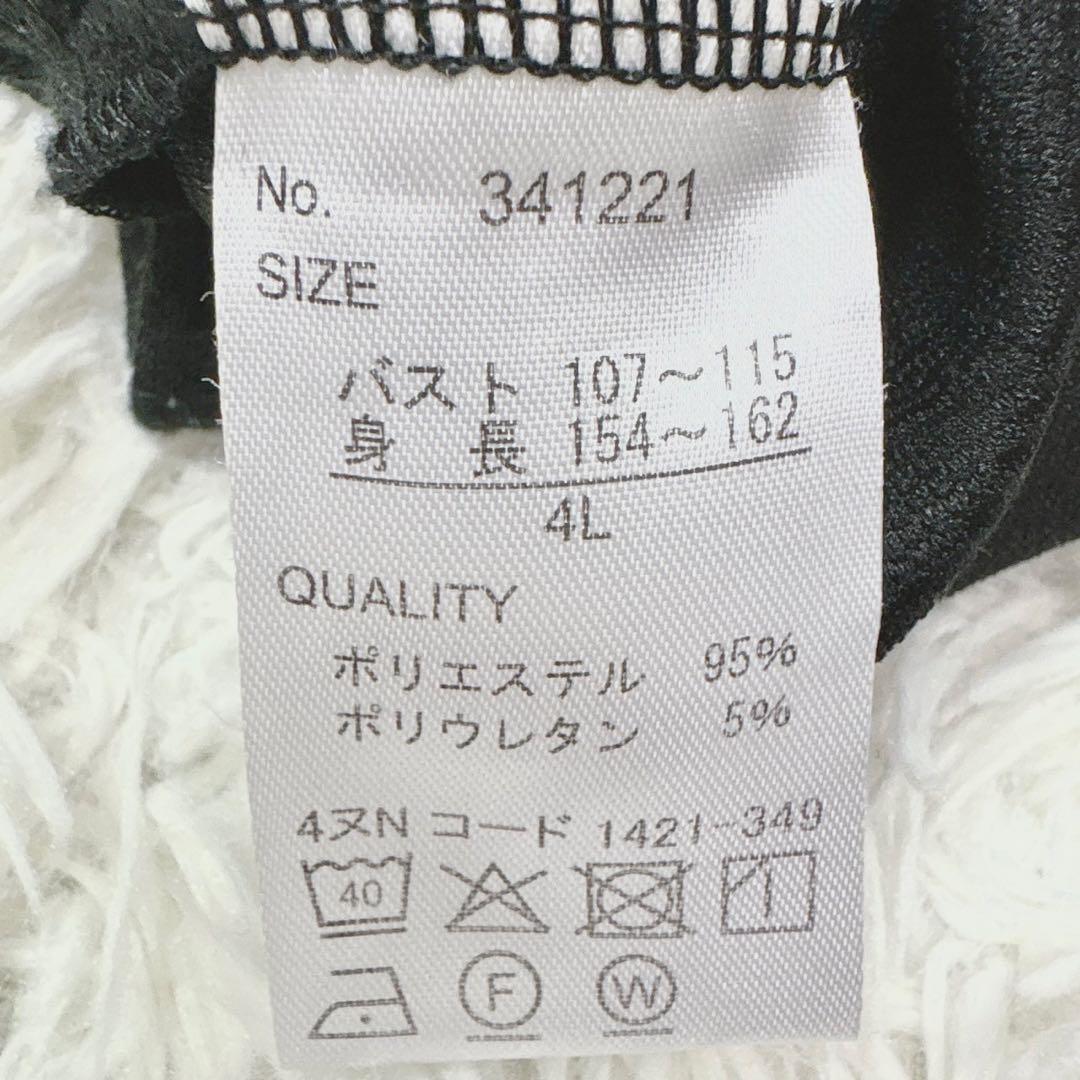 No. 341221
SIZE
バスト 107～115
身 長 154～162
4L
QUALITY
ポリエステル 95%
ポリウレタン 5%
4ヌN コード 1421-349
40
F W